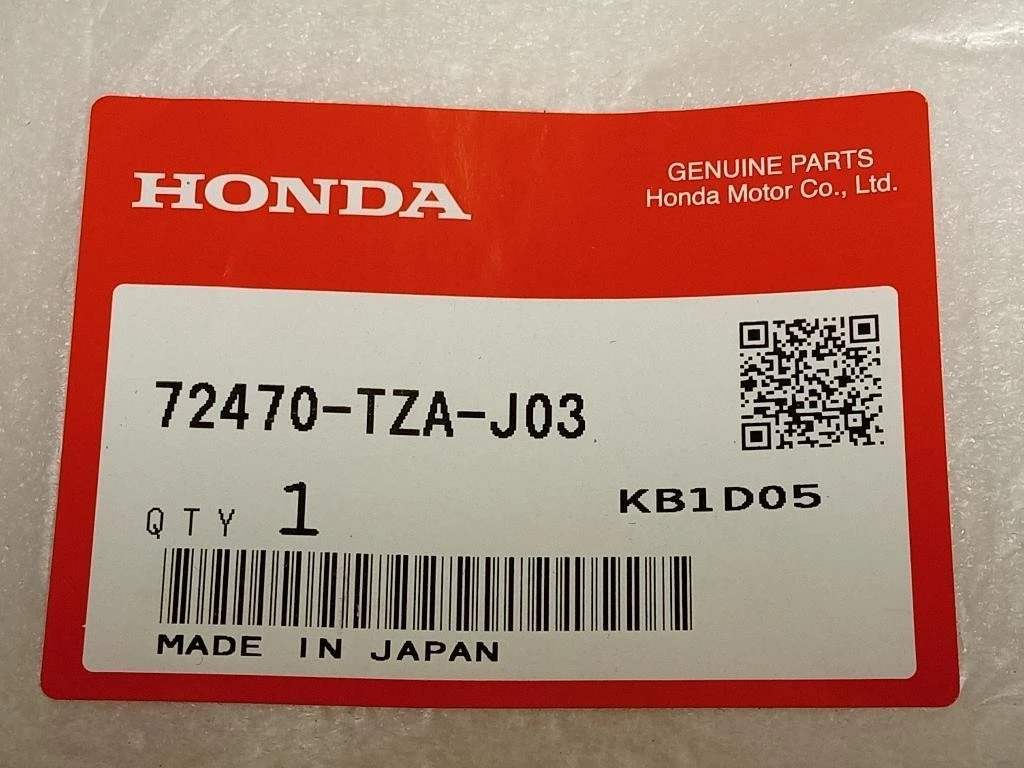 HONDA
GENUINE PARTS
Honda Motor Co., Ltd.
72470-TZA-J03
QTY 1
KB1D05
MADE IN JAPAN